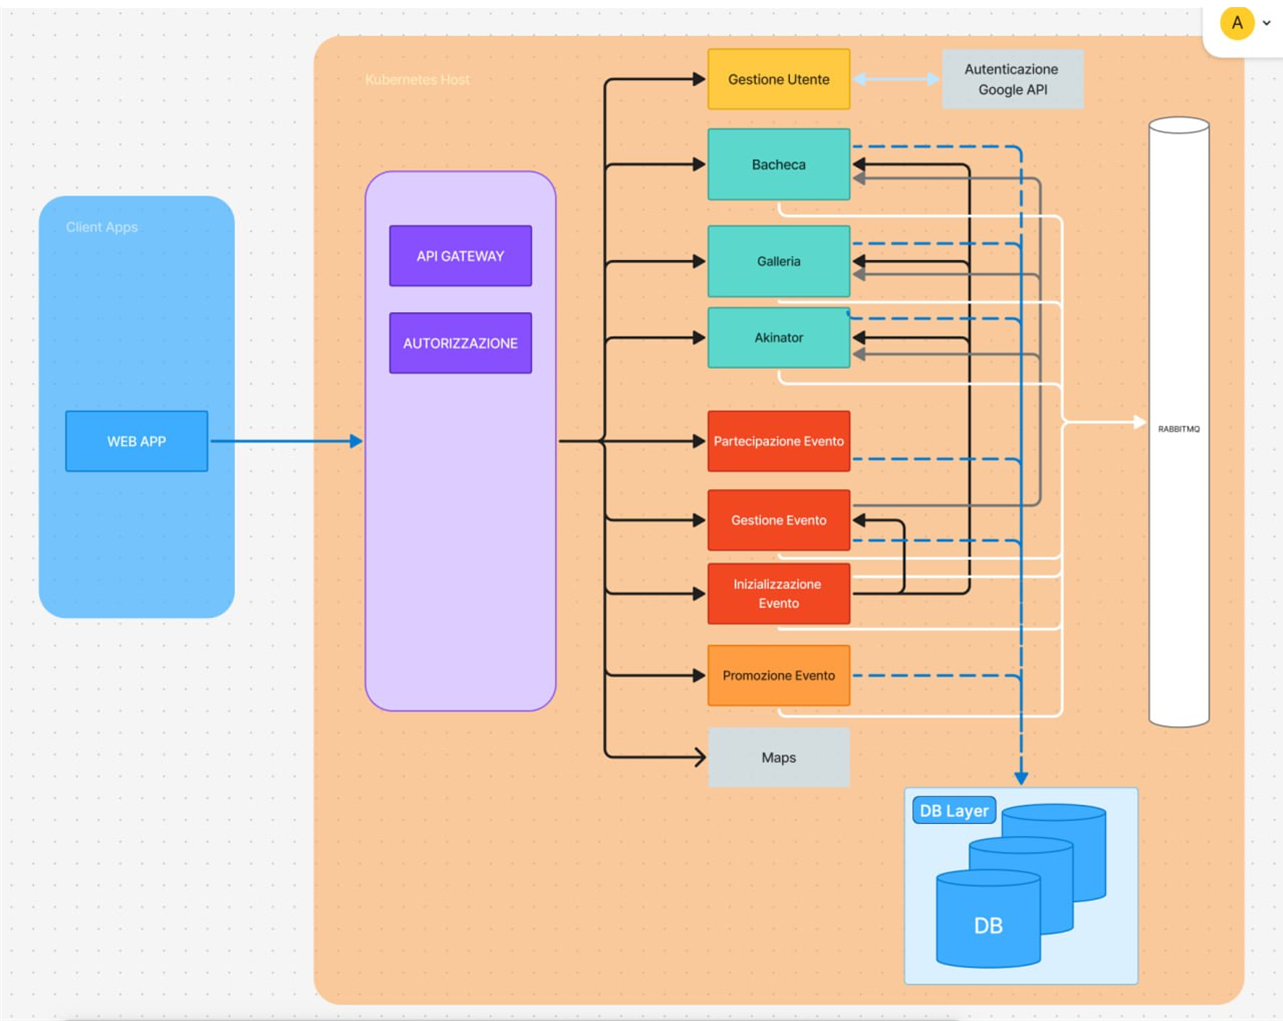 A
Kubernetes Host
Gestione Utente
Autenticazione
Google API
Client Apps
Bacheca
API GATEWAY
Galleria
AUTORIZZAZIONE
Akinator
WEB APP
Partecipazione Evento
RABBITMQ
Gestione Evento
Inizializzazione
Evento
Promozione Evento
Maps
DB Layer
DB